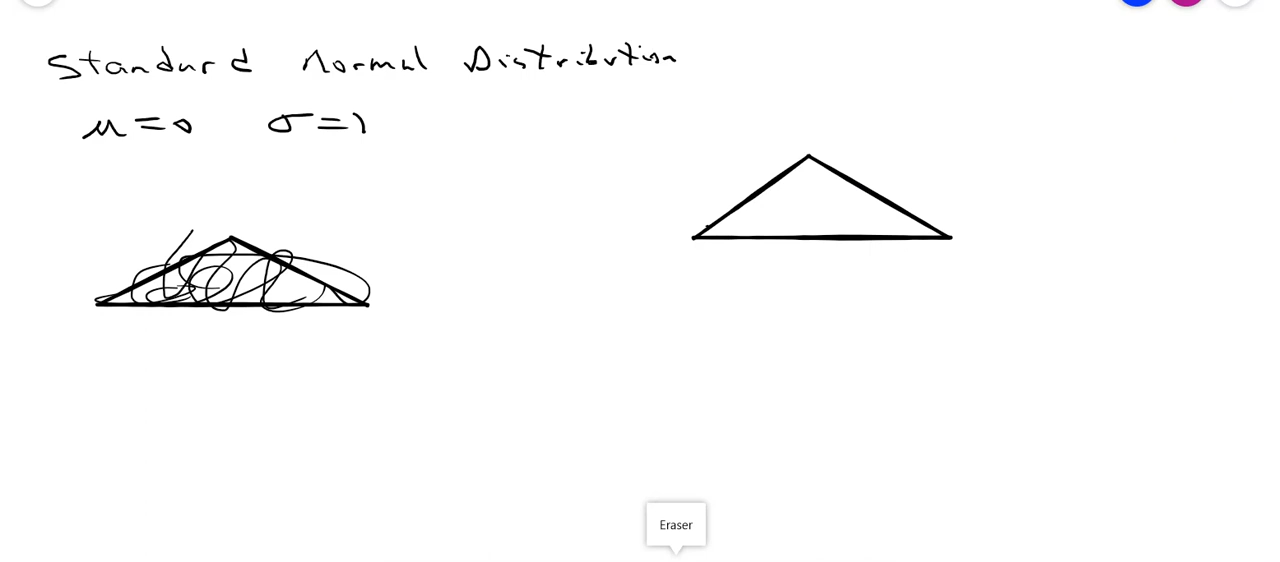 Standard Normal Distribution
μ=0 σ=1
Eraser